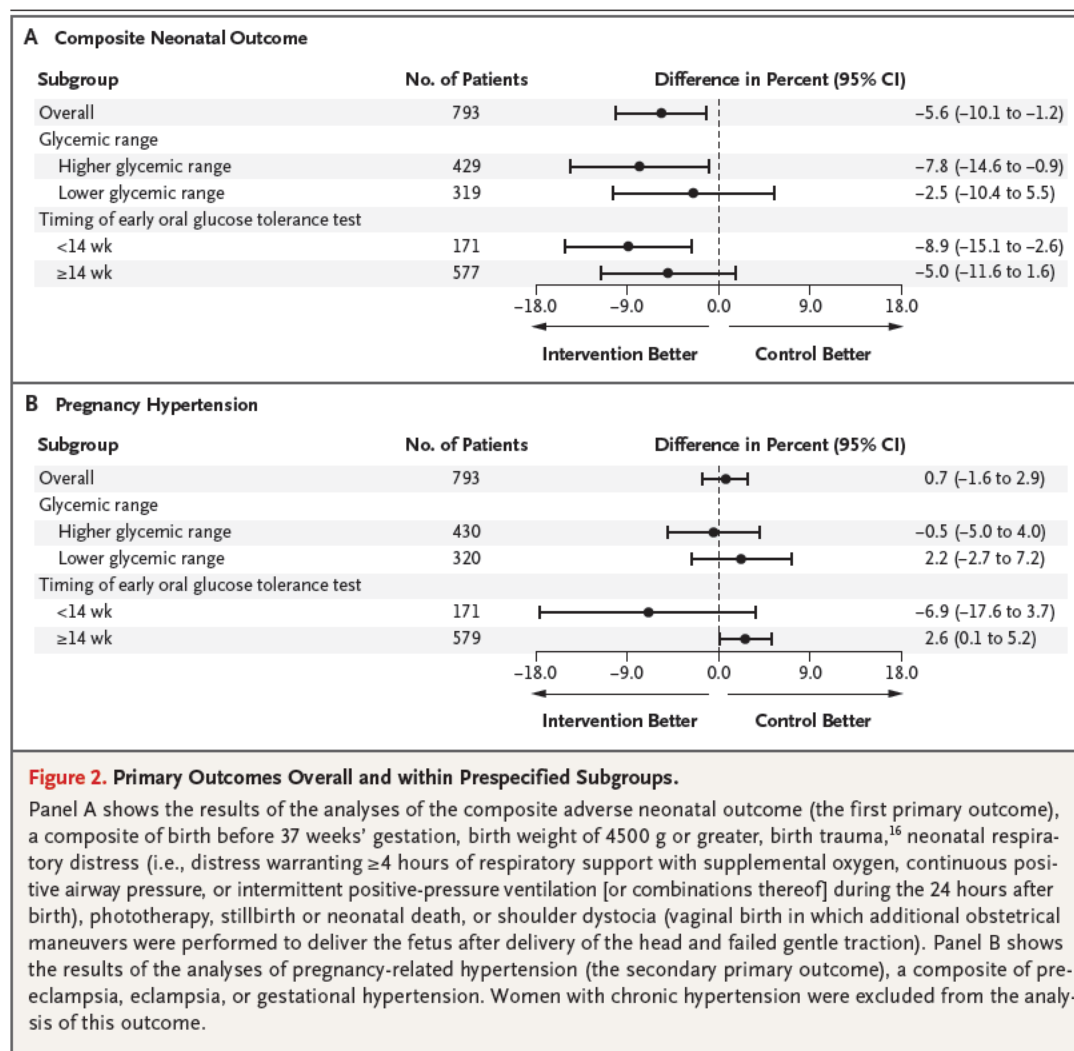 A Composite Neonatal Outcome
Subgroup No. of Patients Difference in Percent (95% CI)
Overall 793 −5.6 (−10.1 to −1.2)
Glycemic range
Higher glycemic range 429 −7.8 (−14.6 to −0.9)
Lower glycemic range 319 −2.5 (−10.4 to 5.5)
Timing of early oral glucose tolerance test
<14 wk 171 −8.9 (−15.1 to −2.6)
≥14 wk 577 −5.0 (−11.6 to 1.6)
−18.0 −9.0 0.0 9.0 18.0
Intervention Better Control Better
B Pregnancy Hypertension
Subgroup No. of Patients Difference in Percent (95% CI)
Overall 793 0.7 (−1.6 to 2.9)
Glycemic range
Higher glycemic range 430 −0.5 (−5.0 to 4.0)
Lower glycemic range 320 2.2 (−2.7 to 7.2)
Timing of early oral glucose tolerance test
<14 wk 171 −6.9 (−17.6 to 3.7)
≥14 wk 579 2.6 (0.1 to 5.2)
−18.0 −9.0 0.0 9.0 18.0
Intervention Better Control Better
Figure 2. Primary Outcomes Overall and within Prespecified Subgroups.
Panel A shows the results of the analyses of the composite adverse neonatal outcome (the first primary outcome),
a composite of birth before 37 weeks’ gestation, birth weight of 4500 g or greater, birth trauma,16 neonatal respira-
tory distress (i.e., distress warranting ≥4 hours of respiratory support with supplemental oxygen, continuous posi-
tive airway pressure, or intermittent positive-pressure ventilation [or combinations thereof] during the 24 hours after
birth), phototherapy, stillbirth or neonatal death, or shoulder dystocia (vaginal birth in which additional obstetrical
maneuvers were performed to deliver the fetus after delivery of the head and failed gentle traction). Panel B shows
the results of the analyses of pregnancy-related hypertension (the secondary primary outcome), a composite of pre-
eclampsia, eclampsia, or gestational hypertension. Women with chronic hypertension were excluded from the analy-
sis of this outcome.